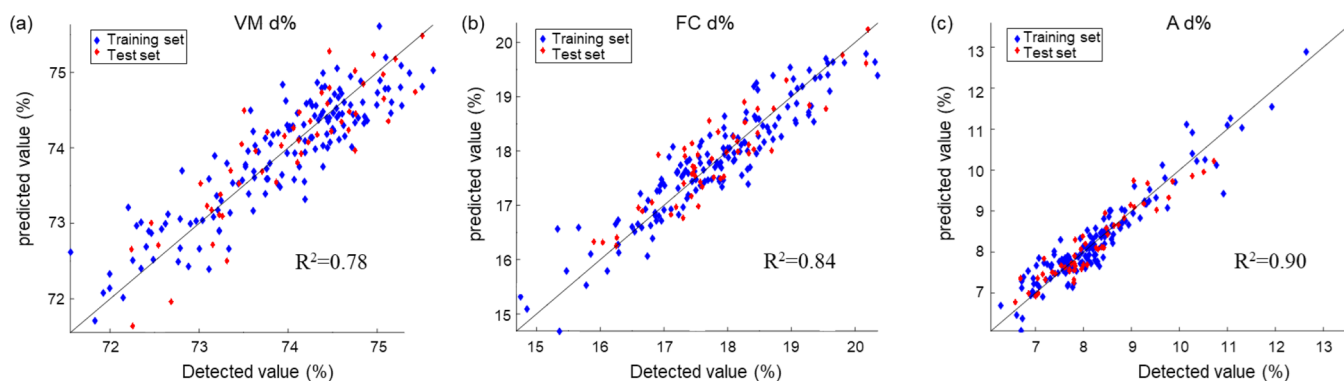 (a) VM d%
Training set
Test set
75
74
73
72
predicted value (%)
R²=0.78
72 73 74 75
Detected value (%)
(b) FC d%
Training set
Test set
20
19
18
17
16
15
predicted value (%)
R²=0.84
15 16 17 18 19 20
Detected value (%)
(c) A d%
Training set
Test set
13
12
11
10
9
8
7
predicted value (%)
R²=0.90
7 8 9 10 11 12 13
Detected value (%)